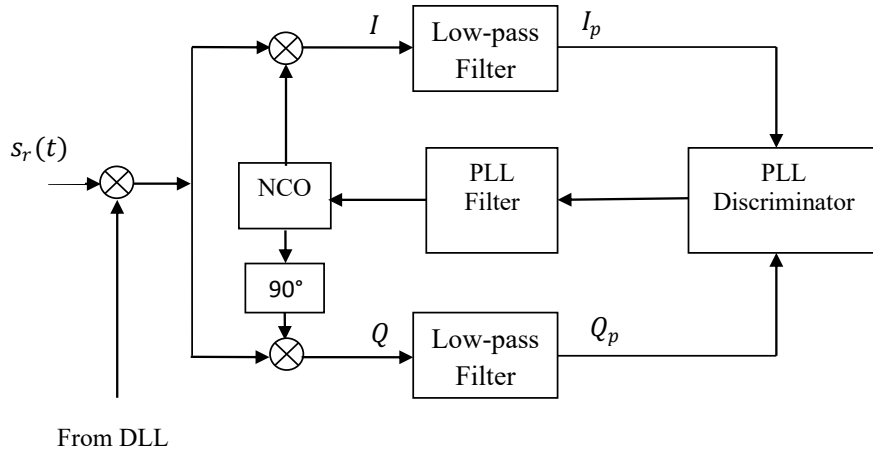 I
Low-pass
Filter
I_p
s_r(t)
NCO
PLL
Filter
PLL
Discriminator
90°
Q
Low-pass
Filter
Q_p
From DLL